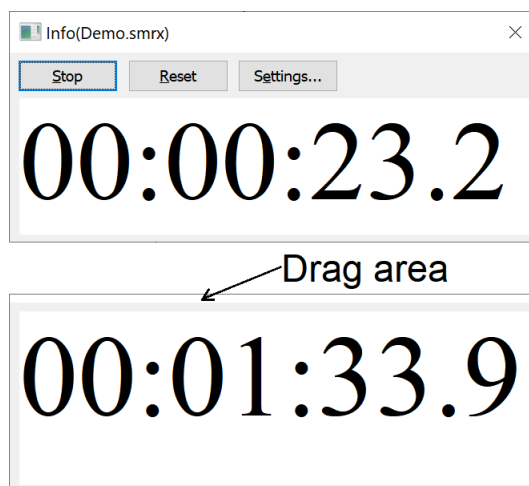 Info(Demo.smrx)
Stop Reset Settings...
00:00:23.2
Drag area
00:01:33.9